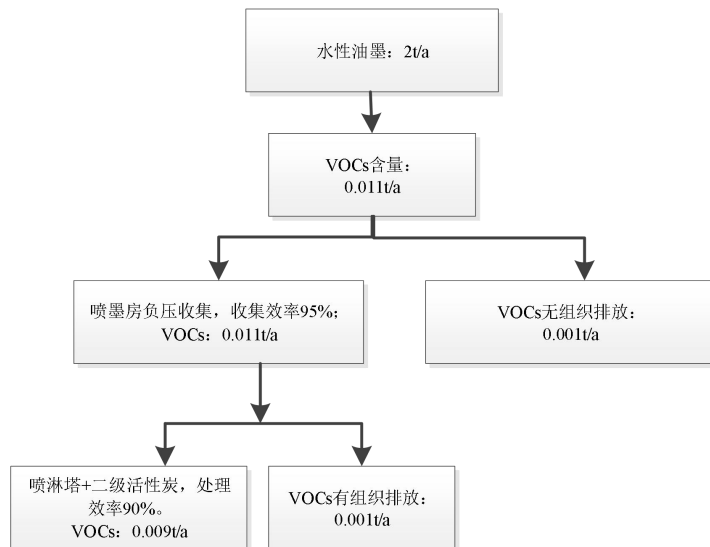 水性油墨：2t/a
VOCs含量：
0.011t/a
喷墨房负压收集，收集效率95%；
VOCs：0.011t/a
VOCs无组织排放：
0.001t/a
喷淋塔+二级活性炭，处理
效率90%。
VOCs：0.009t/a
VOCs有组织排放：
0.001t/a